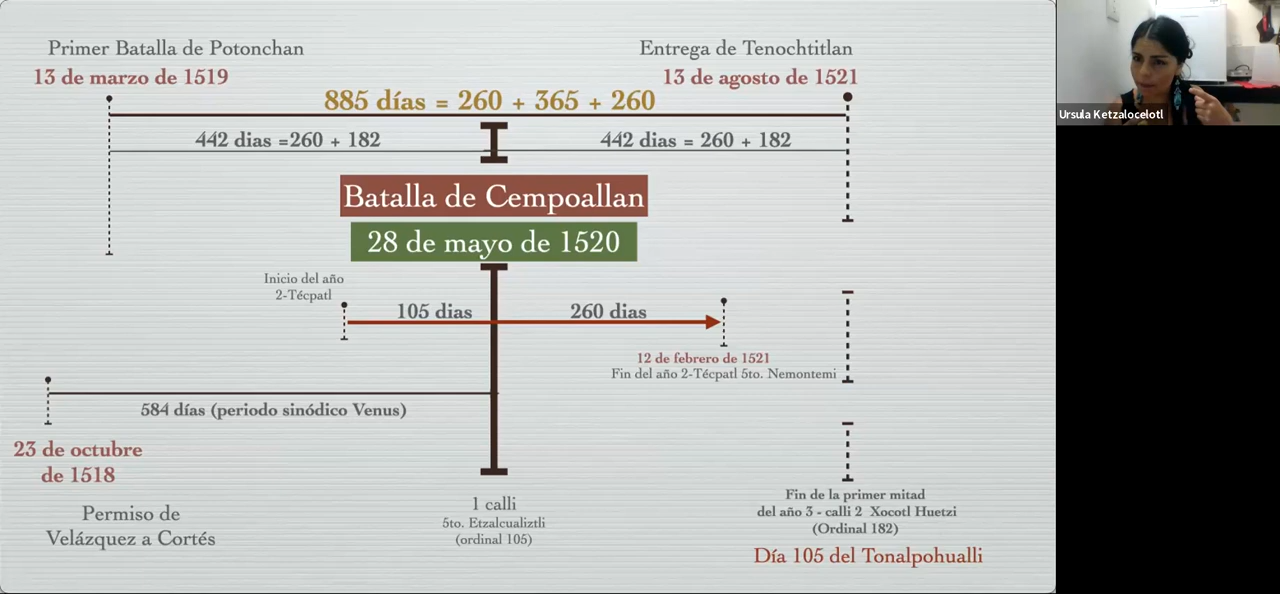 Primer Batalla de Potonchan
13 de marzo de 1519
Entrega de Tenochtitlan
13 de agosto de 1521
885 días = 260 + 365 + 260
442 dias =260 + 182
442 dias = 260 + 182
Batalla de Cempoallan
28 de mayo de 1520
Inicio del año
2-Técpatl
105 dias
260 dias
12 de febrero de 1521
Fin del año 2-Técpatl 5to. Nemontemi
584 días (periodo sinódico Venus)
23 de octubre
de 1518
Permiso de
Velázquez a Cortés
1 calli
5to. Etzalcualiztli
(ordinal 105)
Fin de la primer mitad
del año 3 - calli 2 Xocotl Huetzi
(Ordinal 182)
Día 105 del Tonalpohualli
Ursula Ketzalocelotl